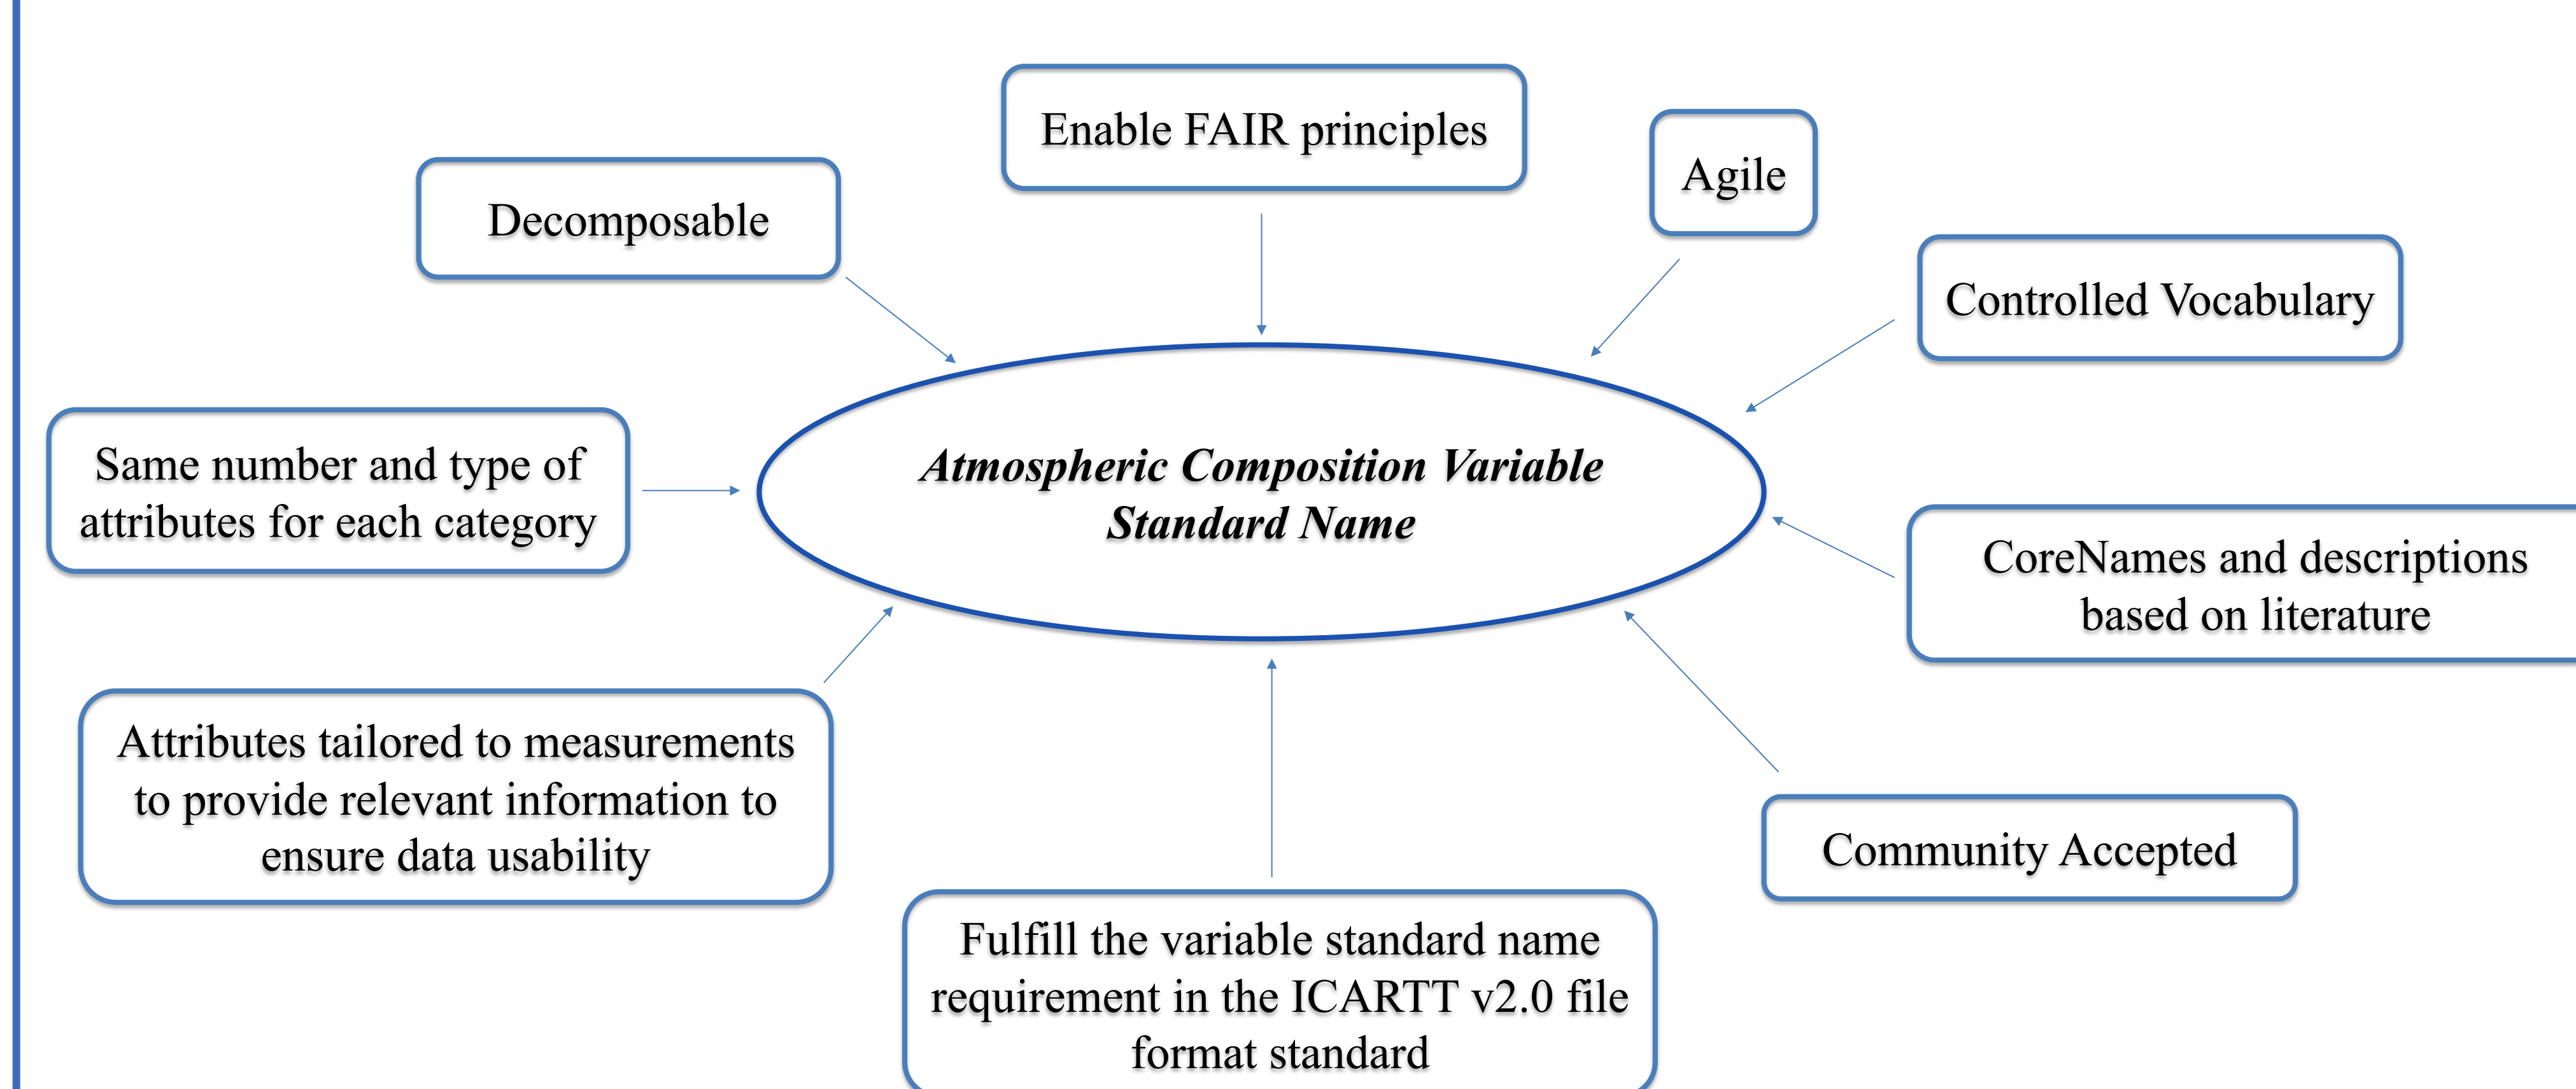 Enable FAIR principles
Agile
Decomposable
Controlled Vocabulary
Same number and type of
attributes for each category
Atmospheric Composition Variable
Standard Name
CoreNames and descriptions
based on literature
Attributes tailored to measurements
to provide relevant information to
ensure data usability
Community Accepted
Fulfill the variable standard name
requirement in the ICARTT v2.0 file
format standard